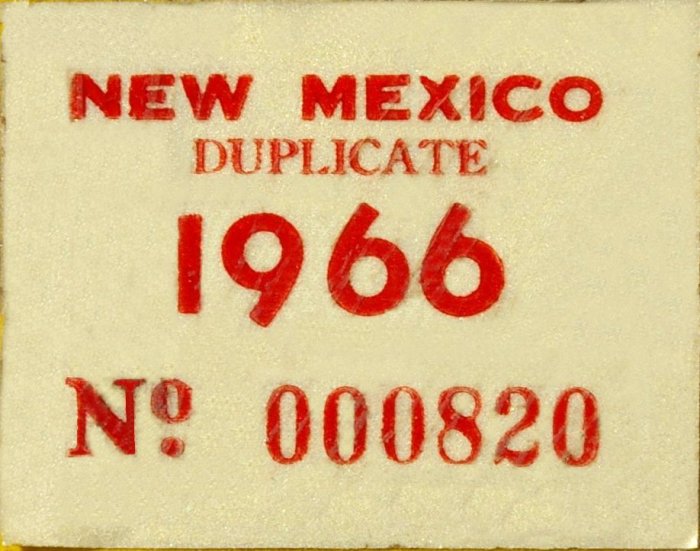 NEW MEXICO
DUPLICATE
1966
Nº 000820